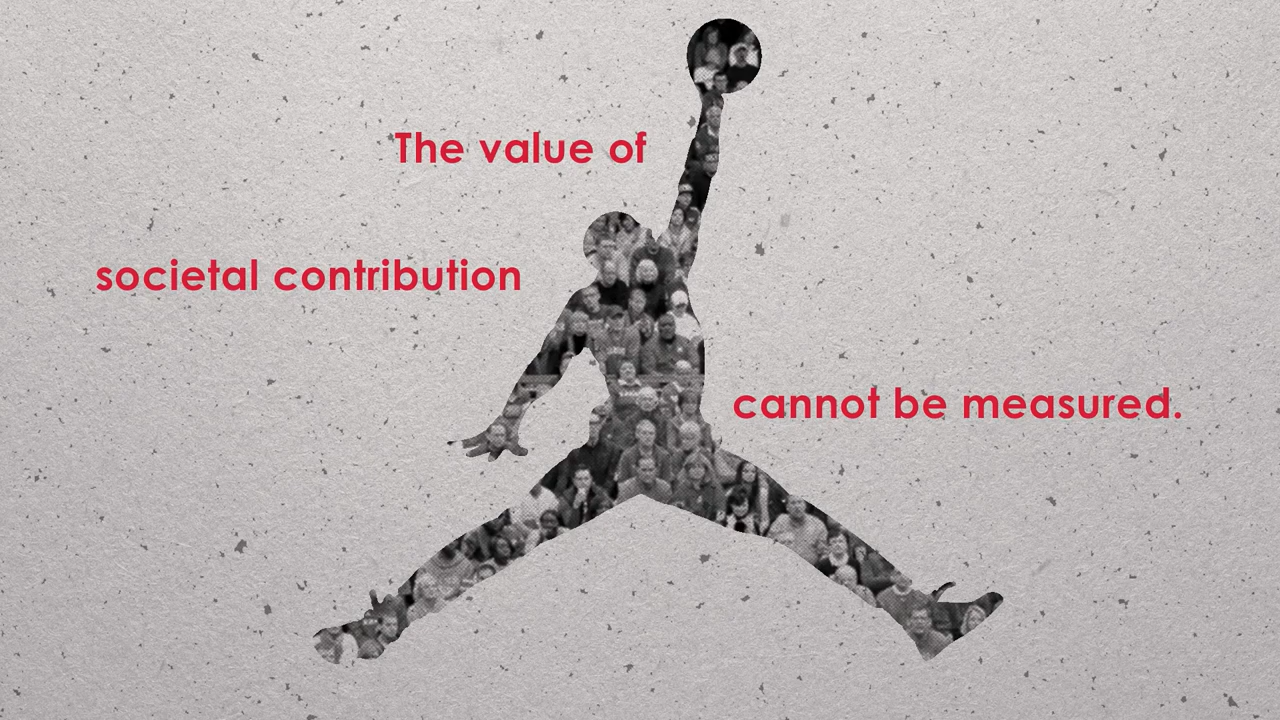 The value of
societal contribution
cannot be measured.